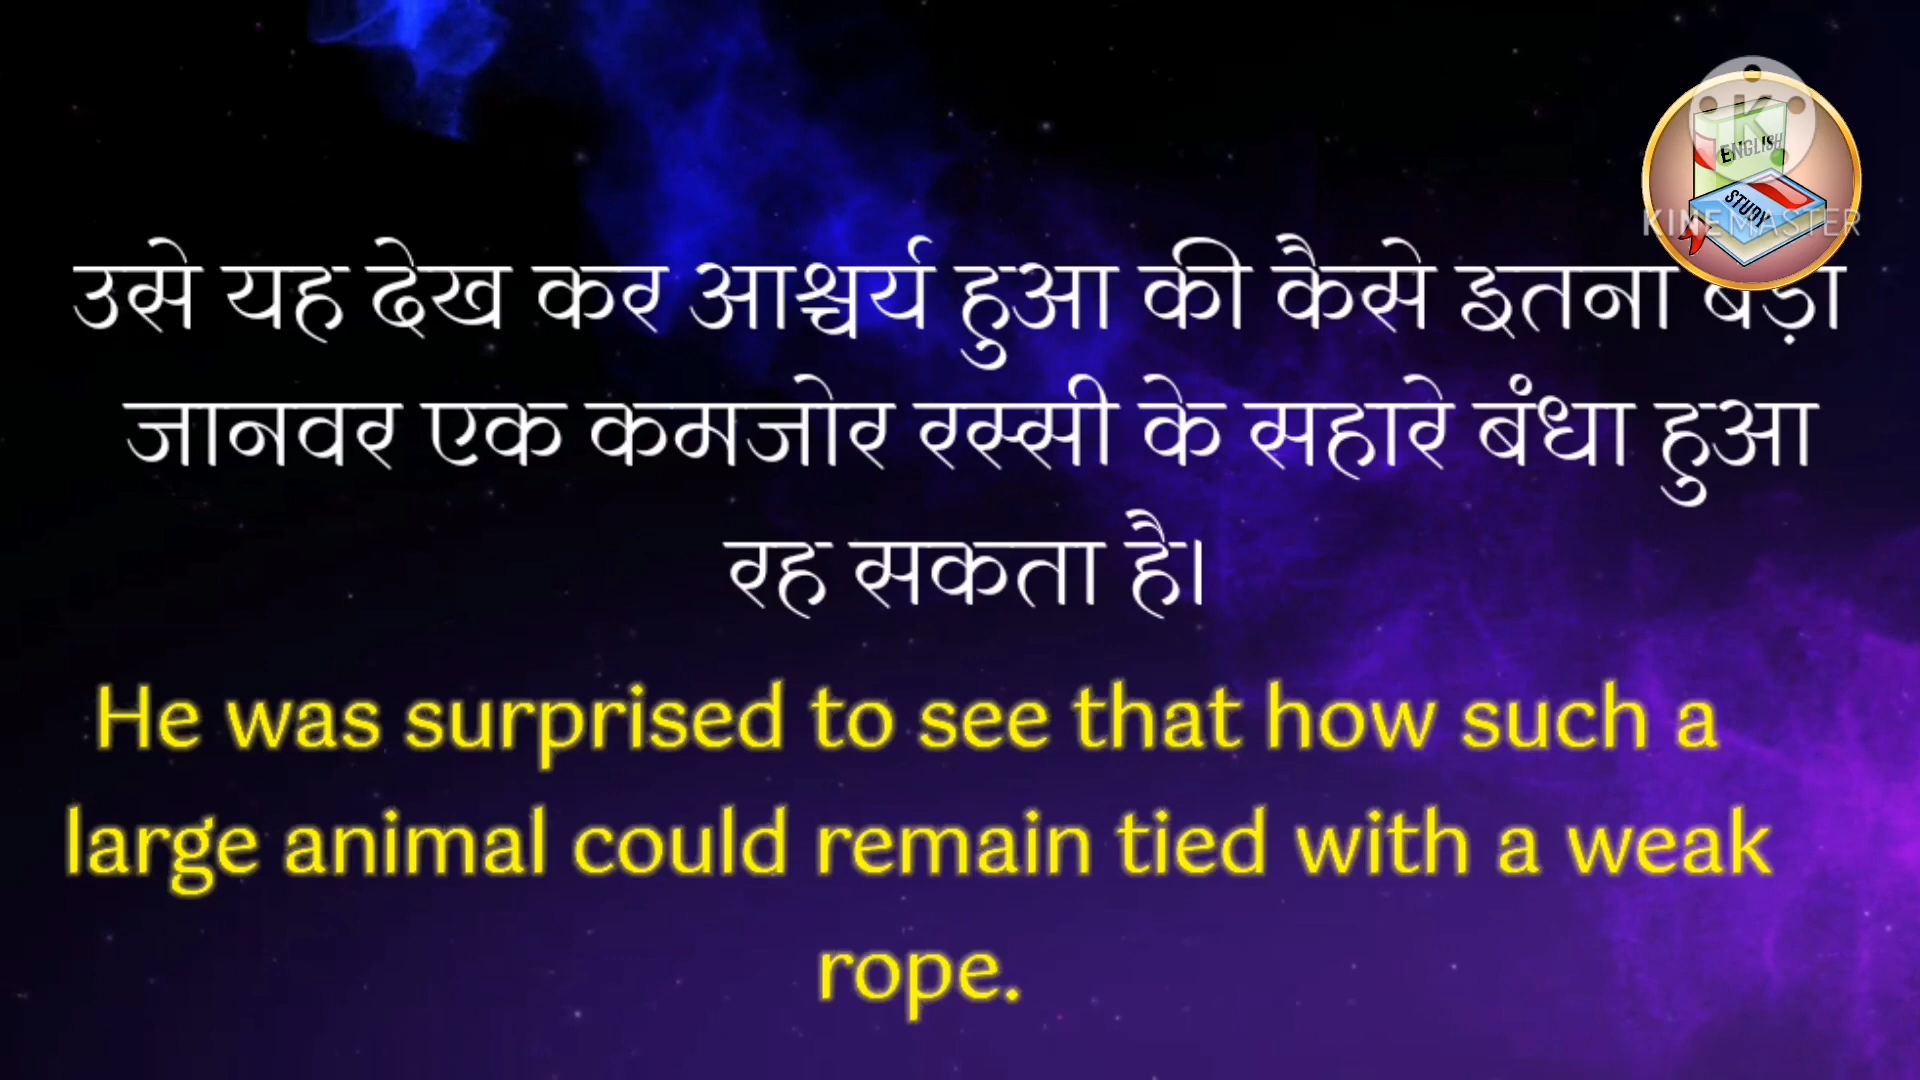 ENGLISH
STUDY
KINEMASTER
उसे यह देख कर आश्चर्य हुआ की कैसे इतना बड़ा
जानवर एक कमजोर रस्सी के सहारे बंधा हुआ
रह सकता है।
He was surprised to see that how such a
large animal could remain tied with a weak
rope.